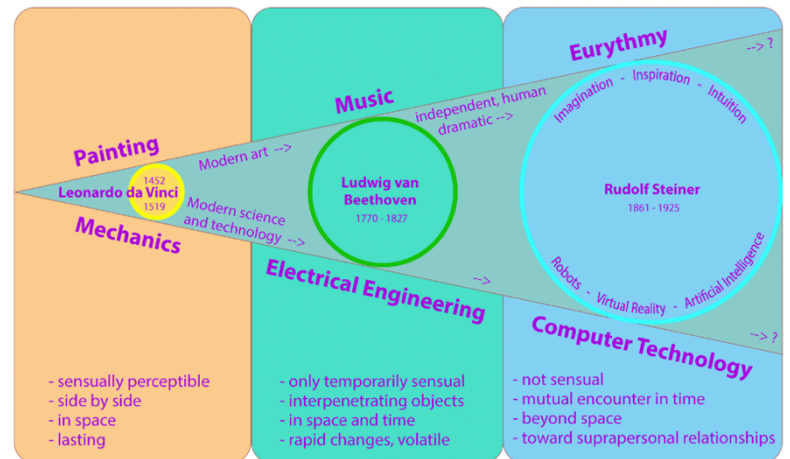 Painting
1452
Leonardo da Vinci
1519
Mechanics
Modern art -->
Modern science
and technology -->
- sensually perceptible
- side by side
- in space
- lasting
Music
Ludwig van
Beethoven
1770 - 1827
Electrical Engineering
independent, human
dramatic -->
-->
- only temporarily sensual
- interpenetrating objects
- in space and time
- rapid changes, volatile
Eurythmy
--> ?
Imagination - Inspiration - Intuition
Rudolf Steiner
1861 - 1925
Robots - Virtual Reality - Artificial Intelligence
--> ?
Computer Technology
- not sensual
- mutual encounter in time
- beyond space
- toward suprapersonal relationships